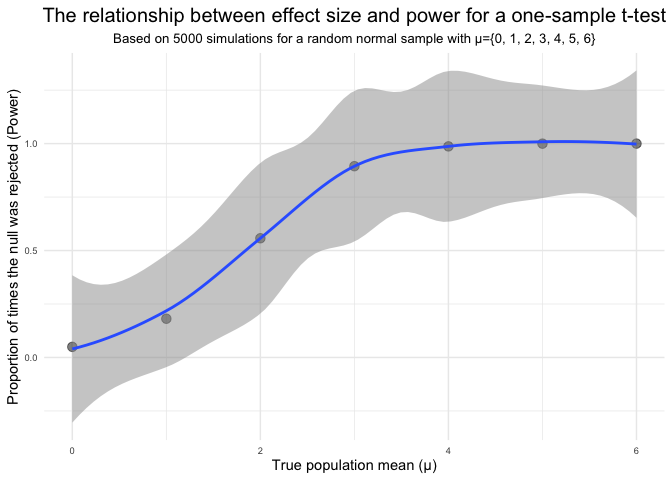 The relationship between effect size and power for a one-sample t-test
Based on 5000 simulations for a random normal sample with μ={0, 1, 2, 3, 4, 5, 6}
Proportion of times the null was rejected (Power)
1.0
0.5
0.0
0 2 4 6
True population mean (μ)